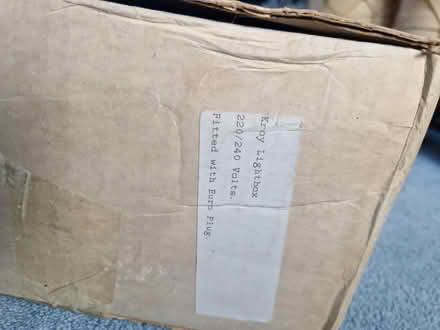 Kroy Lightbox
220/240 Volts.
Fitted with Euro Plug.